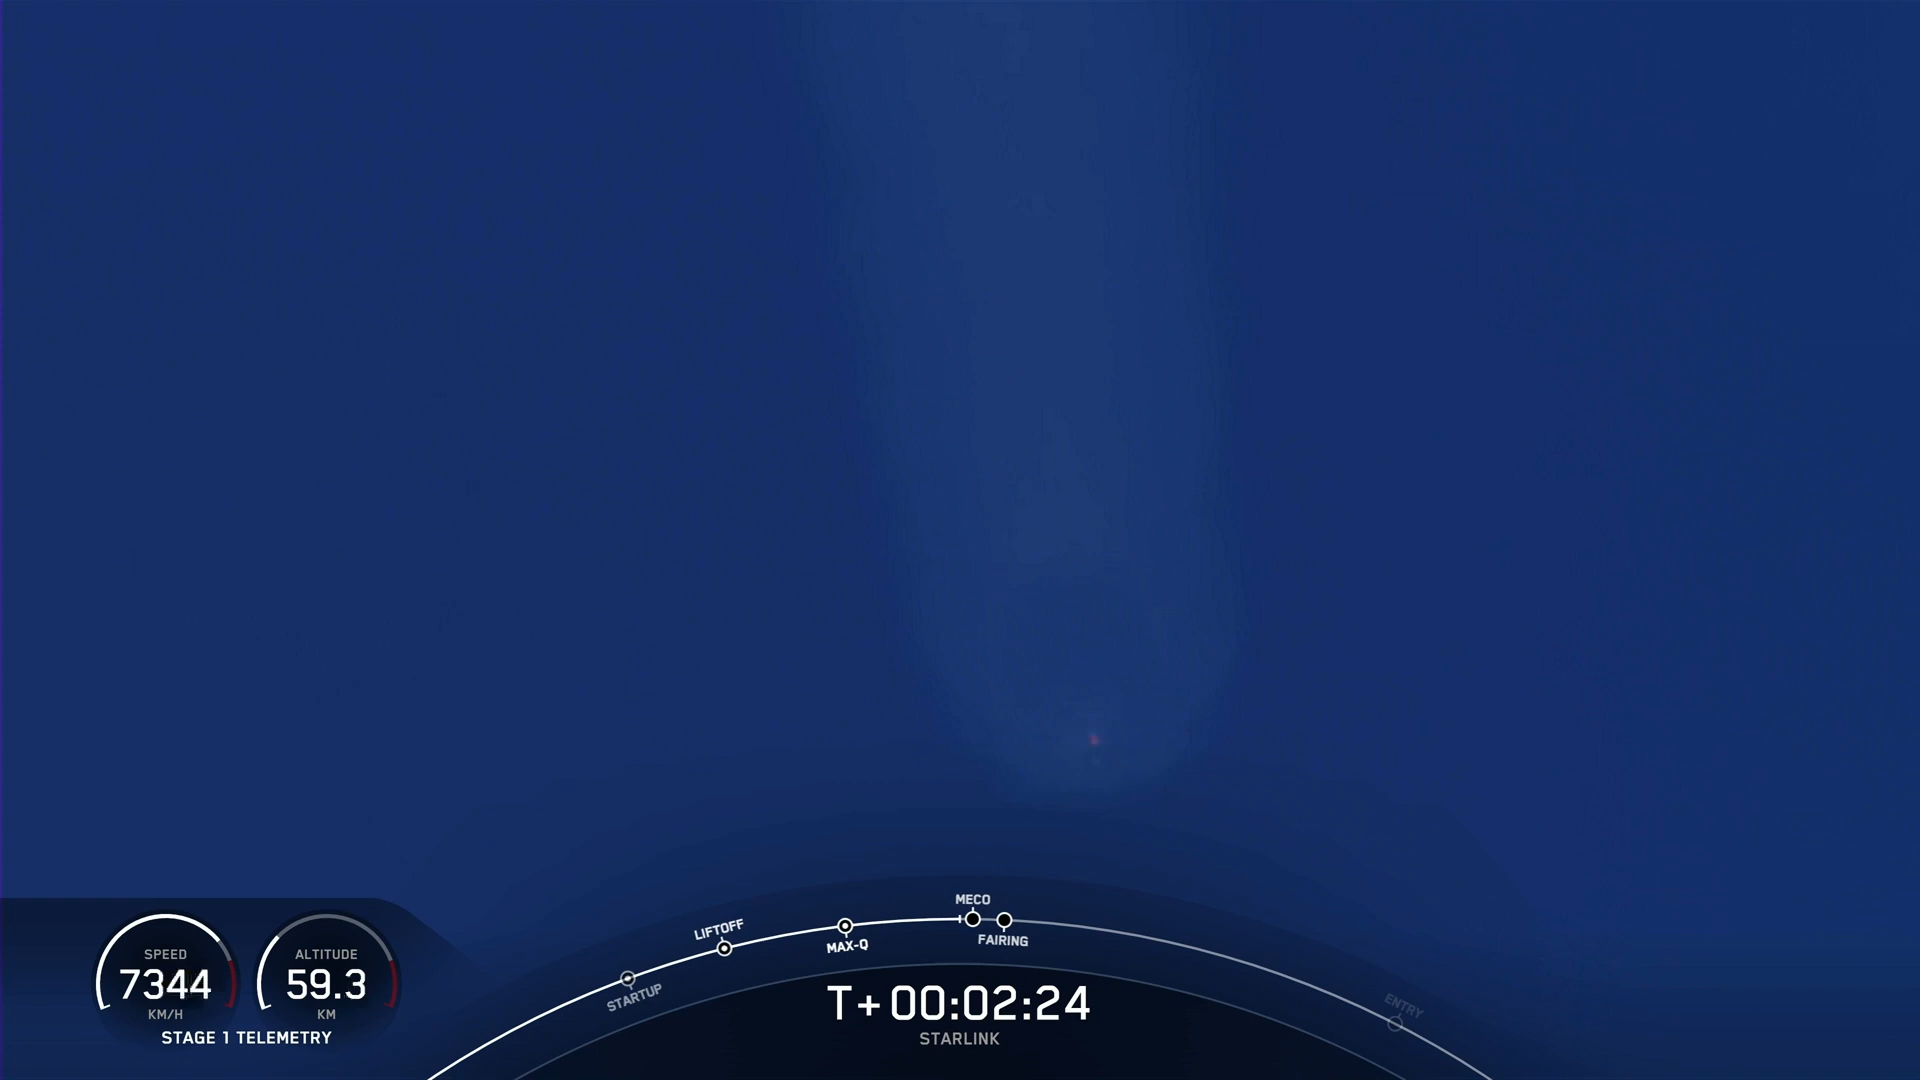 MECO
LIFTOFF
MAX-Q
FAIRING
STARTUP
ENTRY
SPEED
7344
KM/H
ALTITUDE
59.3
KM
STAGE 1 TELEMETRY
T+00:02:24
STARLINK